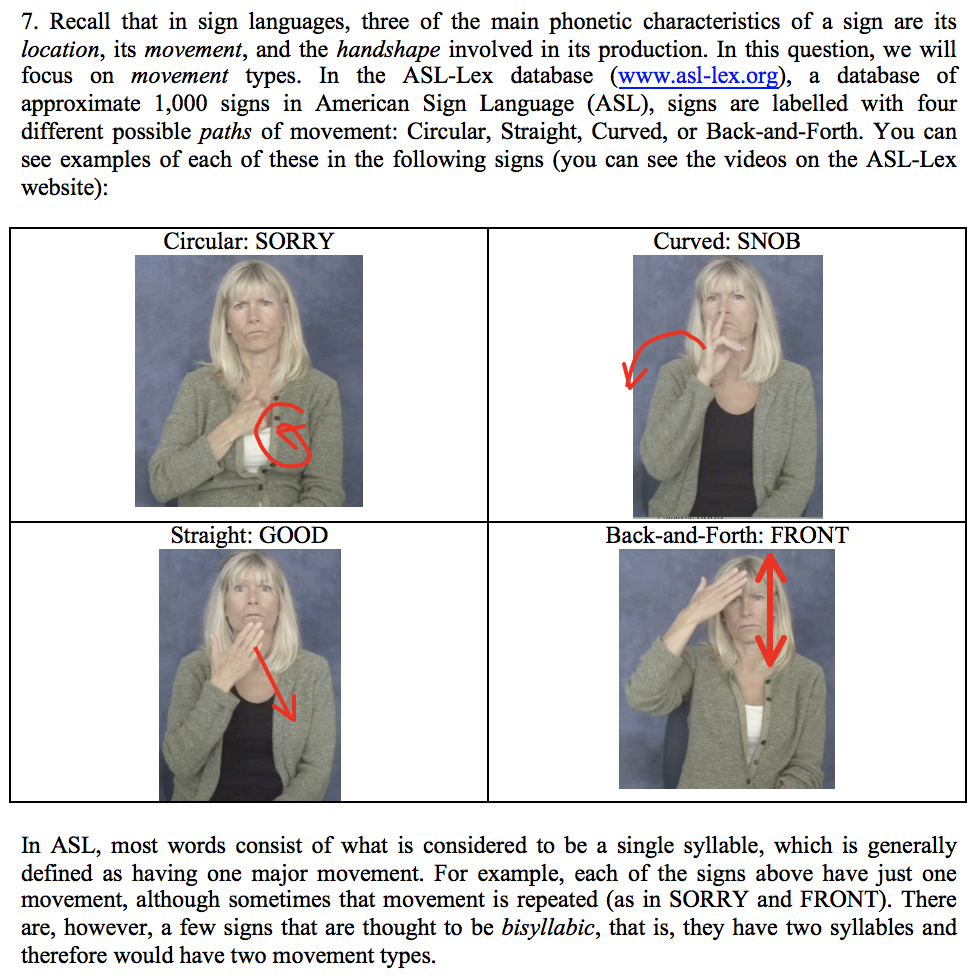 7. Recall that in sign languages, three of the main phonetic characteristics of a sign are its
location, its movement, and the handshape involved in its production. In this question, we will
focus on movement types. In the ASL-Lex database (www.asl-lex.org), a database of
approximate 1,000 signs in American Sign Language (ASL), signs are labelled with four
different possible paths of movement: Circular, Straight, Curved, or Back-and-Forth. You can
see examples of each of these in the following signs (you can see the videos on the ASL-Lex
website):
Circular: SORRY
Curved: SNOB
Straight: GOOD
Back-and-Forth: FRONT
In ASL, most words consist of what is considered to be a single syllable, which is generally
defined as having one major movement. For example, each of the signs above have just one
movement, although sometimes that movement is repeated (as in SORRY and FRONT). There
are, however, a few signs that are thought to be bisyllabic, that is, they have two syllables and
therefore would have two movement types.